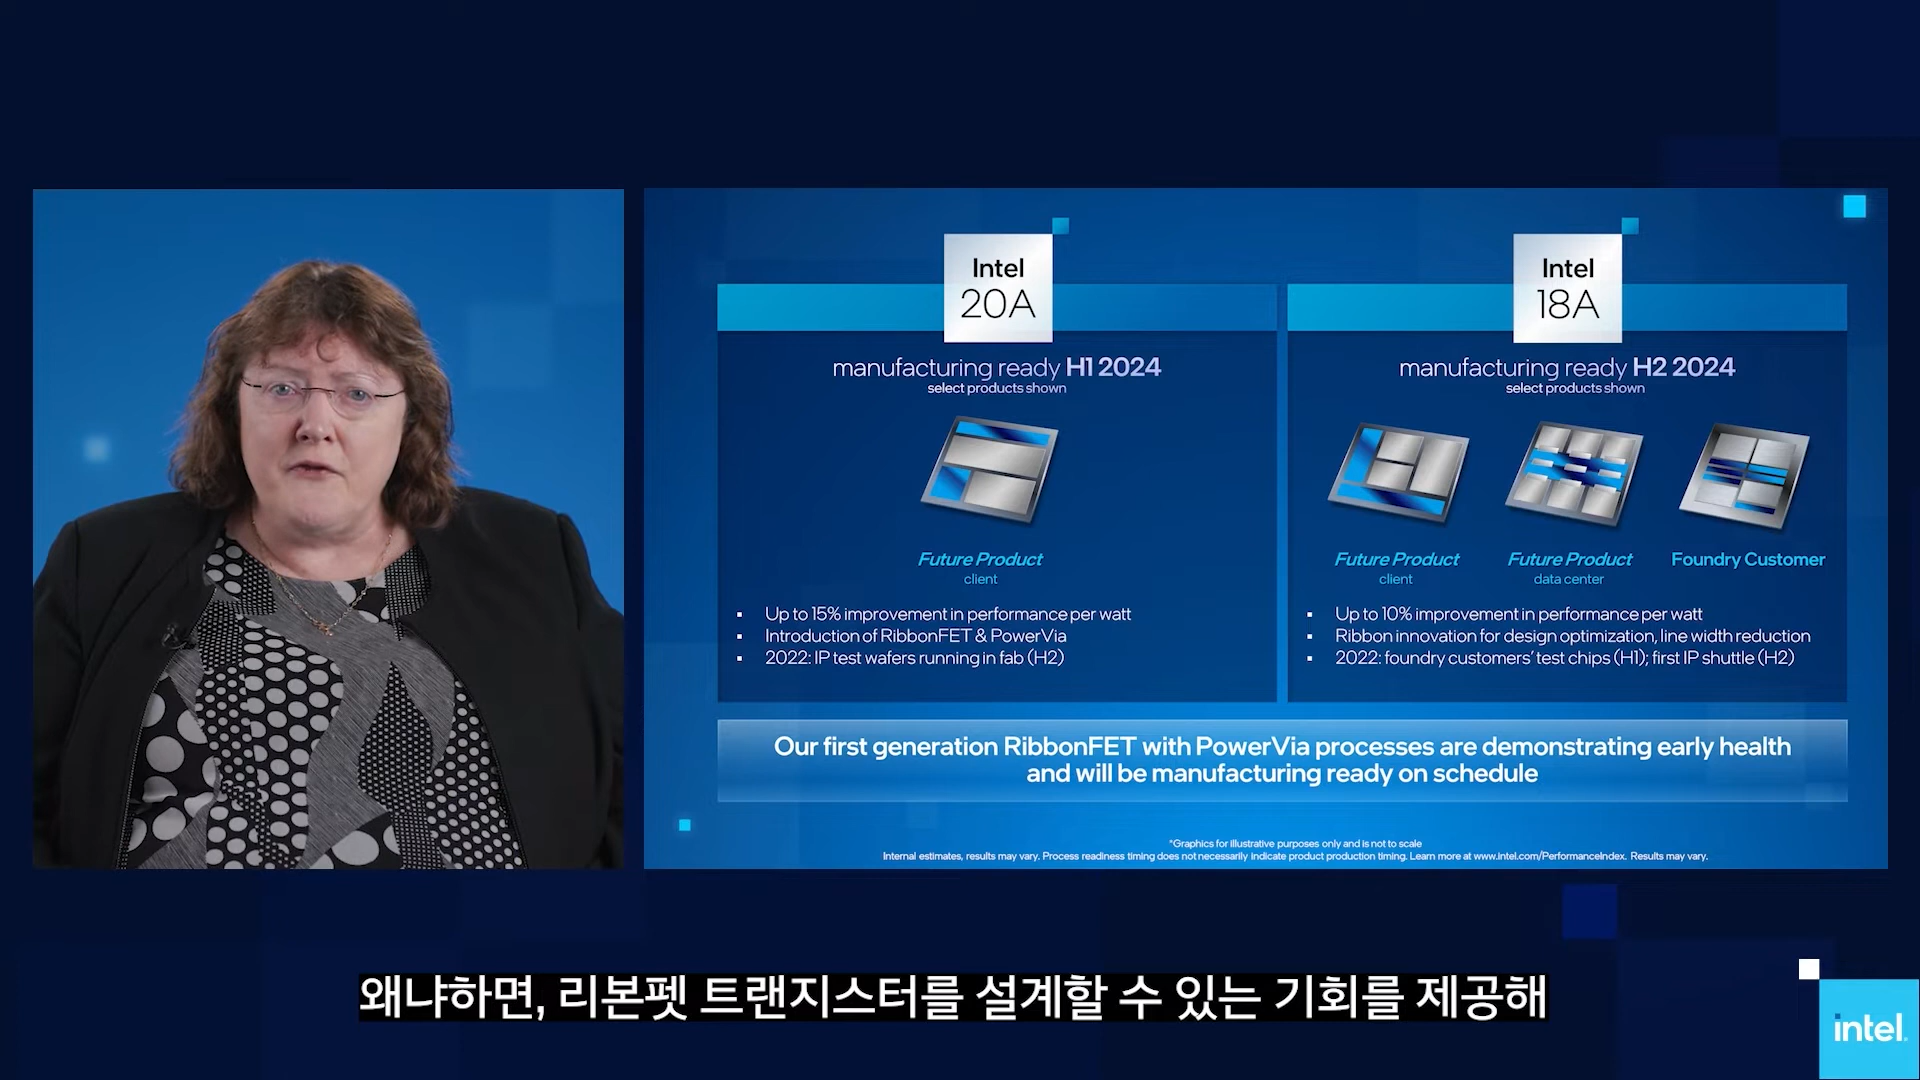 Intel
20A
manufacturing ready H1 2024
select products shown
Future Product
client
▪ Up to 15% improvement in performance per watt
▪ Introduction of RibbonFET & PowerVia
▪ 2022: IP test wafers running in fab (H2)
Intel
18A
manufacturing ready H2 2024
select products shown
Future Product
client
Future Product
data center
Foundry Customer
▪ Up to 10% improvement in performance per watt
▪ Ribbon innovation for design optimization, line width reduction
▪ 2022: foundry customers' test chips (H1); first IP shuttle (H2)
Our first generation RibbonFET with PowerVia processes are demonstrating early health
and will be manufacturing ready on schedule
*Graphics for illustrative purposes only and is not to scale
Internal estimates, results may vary. Process readiness timing does not necessarily indicate product production timing. Learn more at www.intel.com/PerformanceIndex. Results may vary.
왜냐하면, 리본펫 트랜지스터를 설계할 수 있는 기회를 제공해
intel.